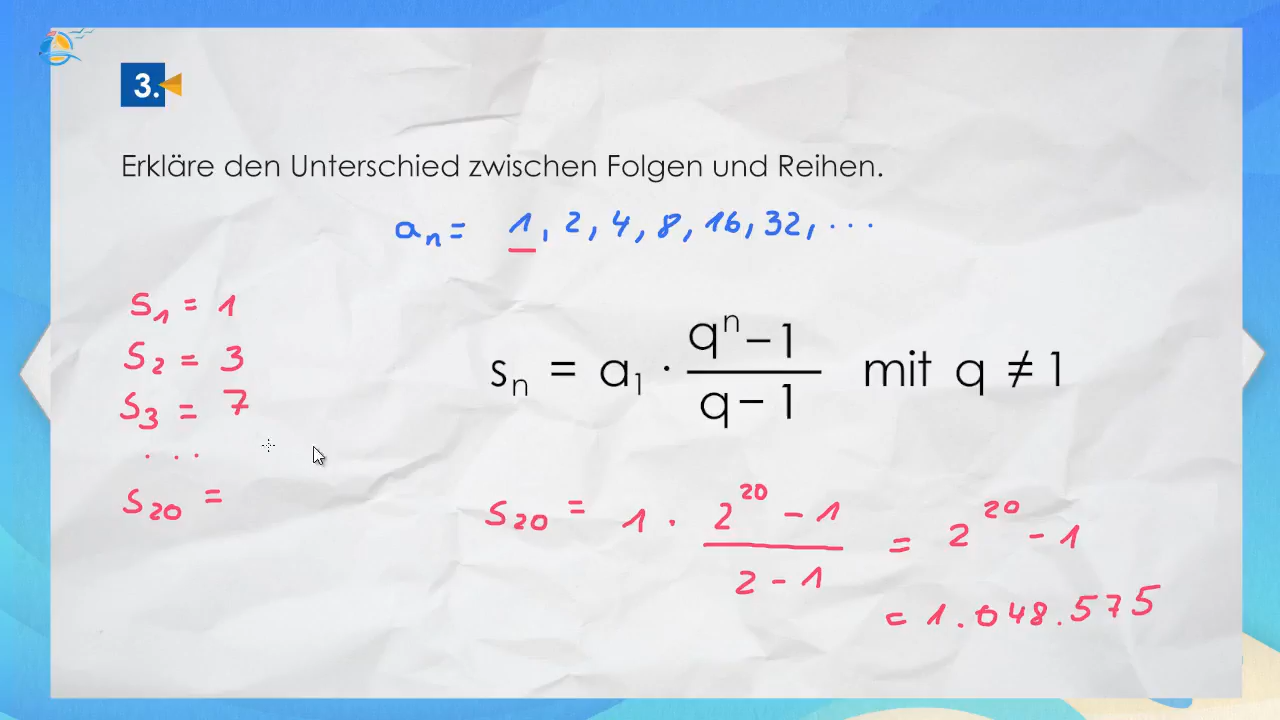 3.
Erkläre den Unterschied zwischen Folgen und Reihen.
aₙ = 1, 2, 4, 8, 16, 32, ...
s₁ = 1
s₂ = 3
s₃ = 7
...
s₂₀ =
sₙ = a₁ · (qⁿ − 1)/(q − 1) mit q ≠ 1
s₂₀ = 1 · (2²⁰ − 1)/(2 − 1) = 2²⁰ − 1
= 1.048.575